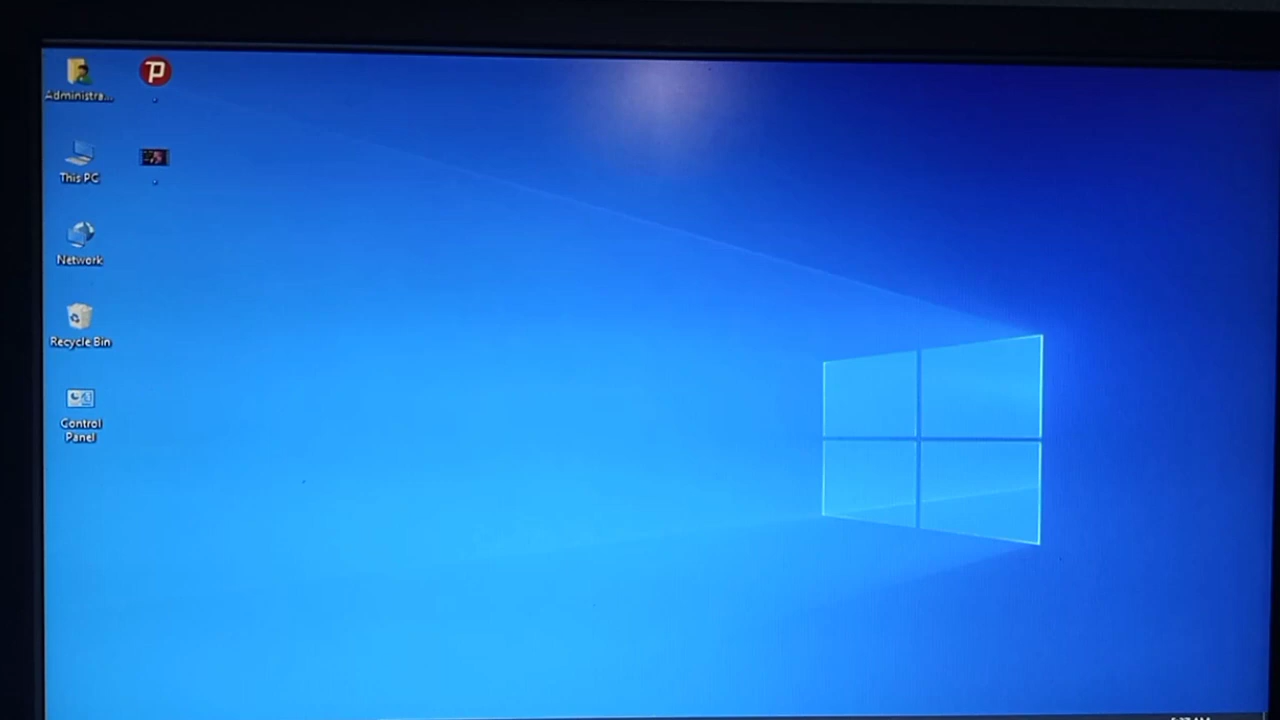 Administra...
P
This PC
Network
Recycle Bin
Control
Panel